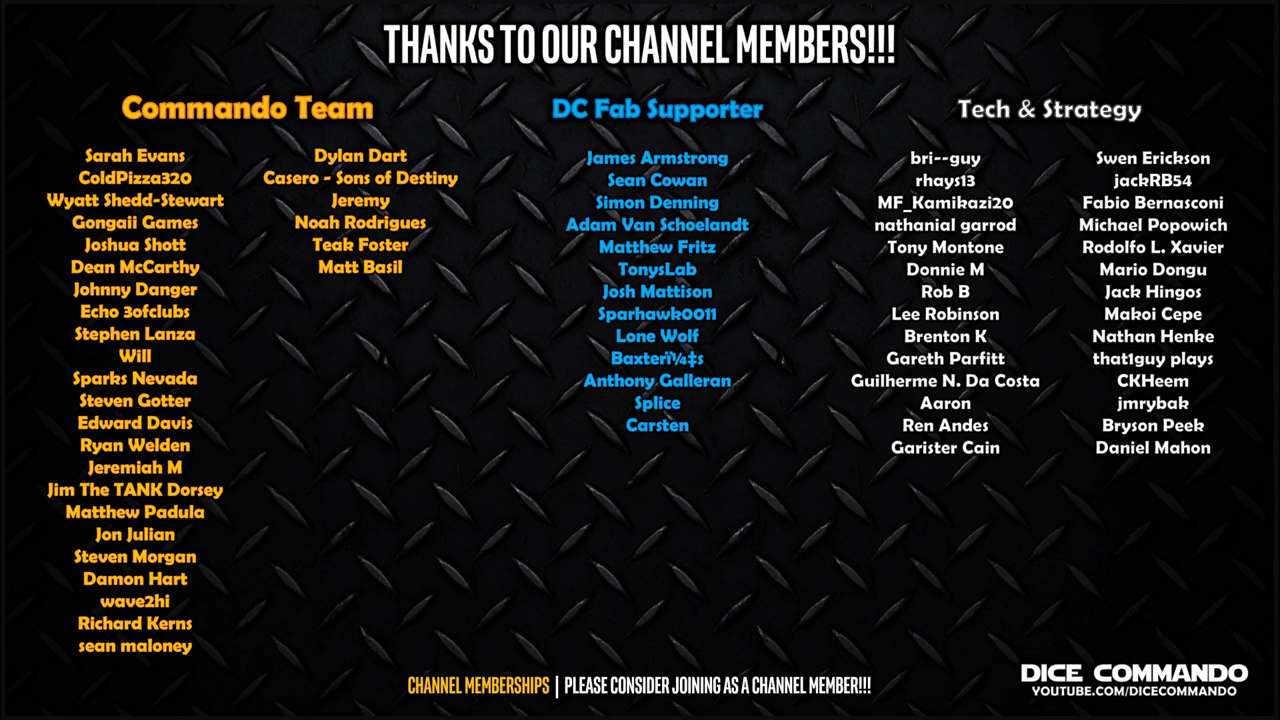 THANKS TO OUR CHANNEL MEMBERS!!!
Commando Team
Sarah Evans
ColdPizza320
Wyatt Shedd-Stewart
Gongaii Games
Joshua Shott
Dean McCarthy
Johnny Danger
Echo 3ofclubs
Stephen Lanza
Will
Sparks Nevada
Steven Gotter
Edward Davis
Ryan Welden
Jeremiah M
Jim The TANK Dorsey
Matthew Padula
Jon Julian
Steven Morgan
Damon Hart
wave2hi
Richard Kerns
sean maloney
Dylan Dart
Casero - Sons of Destiny
Jeremy
Noah Rodrigues
Teak Foster
Matt Basil
DC Fab Supporter
James Armstrong
Sean Cowan
Simon Denning
Adam Van Schoelandt
Matthew Fritz
TonysLab
Josh Mattison
Sparhawk0011
Lone Wolf
Baxterï¼‡s
Anthony Galleran
Splice
Carsten
Tech & Strategy
bri--guy
rhays13
MF_Kamikazi20
nathanial garrod
Tony Montone
Donnie M
Rob B
Lee Robinson
Brenton K
Gareth Parfitt
Guilherme N. Da Costa
Aaron
Ren Andes
Garister Cain
Swen Erickson
jackRB54
Fabio Bernasconi
Michael Popowich
Rodolfo L. Xavier
Mario Dongu
Jack Hingos
Makoi Cepe
Nathan Henke
that1guy plays
CKHeem
jmrybak
Bryson Peek
Daniel Mahon
CHANNEL MEMBERSHIPS | PLEASE CONSIDER JOINING AS A CHANNEL MEMBER!!!
DICE COMMANDO
YOUTUBE.COM/DICECOMMANDO